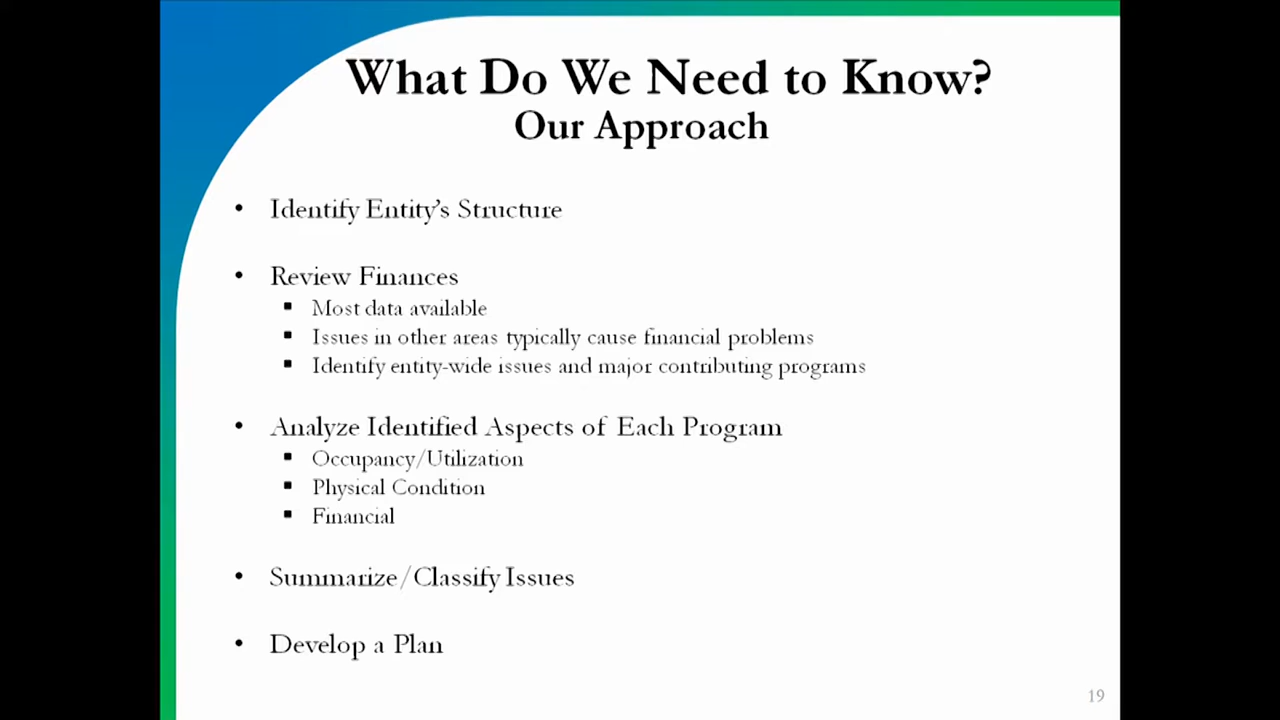 What Do We Need to Know?
Our Approach
• Identify Entity's Structure
• Review Finances
▪ Most data available
▪ Issues in other areas typically cause financial problems
▪ Identify entity-wide issues and major contributing programs
• Analyze Identified Aspects of Each Program
▪ Occupancy/Utilization
▪ Physical Condition
▪ Financial
• Summarize/Classify Issues
• Develop a Plan
19